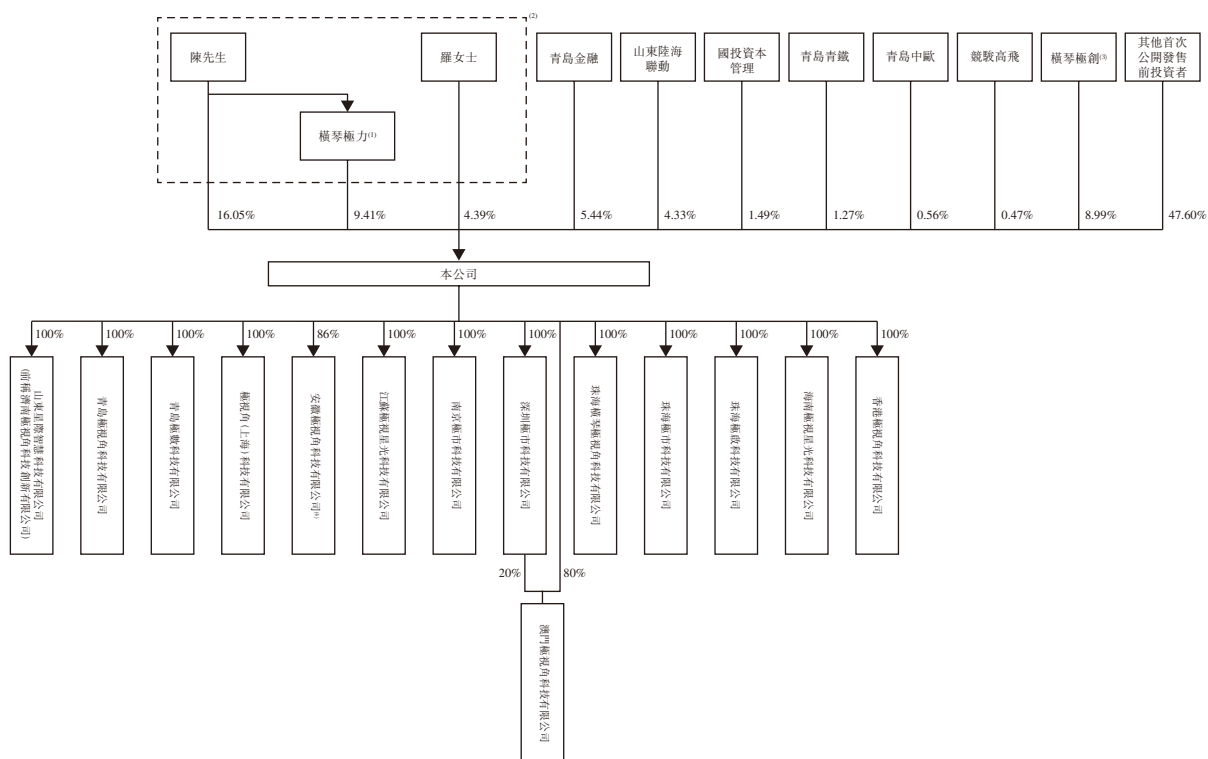 (2)
陳先生
羅女士
青島金融
山東陸海
聯動
國投資本
管理
青島青鐵
青島中歐
競駿高飛
橫琴極創(3)
其他首次
公開發售
前投資者
橫琴極力(1)
16.05%
9.41%
4.39%
5.44%
4.33%
1.49%
1.27%
0.56%
0.47%
8.99%
47.60%
本公司
100%
100%
100%
100%
86%
100%
100%
100%
100%
100%
100%
100%
100%
山東星際智慧科技有限公司
(前稱濟南極視角科技創新有限公司)
青島極視角科技有限公司
青島極數科技有限公司
極視角(上海)科技有限公司
安徽極視角科技有限公司(4)
江蘇極視星光科技有限公司
南京極市科技有限公司
深圳極市科技有限公司
珠海橫琴極視角科技有限公司
珠海極市科技有限公司
珠海極啟科技有限公司
海南極視星光科技有限公司
香港極視角科技有限公司
20%
80%
澳門極視角科技有限公司